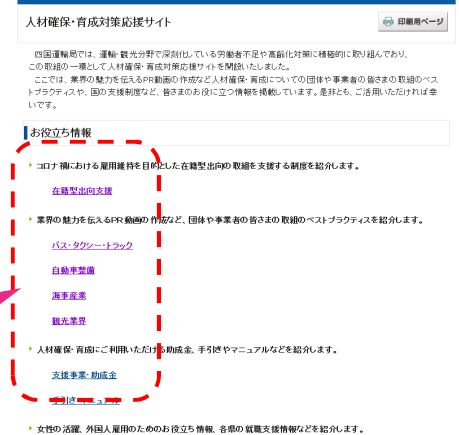 人材確保・育成対策応援サイト
印刷用ページ
四国運輸局では、運輸・観光分野で深刻化している労働者不足や高齢化対策に積極的に取り組んでおり、
この取組の一環として人材確保・育成対策応援サイトを開設いたしました。
ここでは、業界の魅力を伝えるPR動画の作成など人材確保・育成についての団体や事業者の皆さまの取組のベス
トプラクティスや、国の支援制度など、皆さまのお役に立つ情報を掲載しています。是非とも、ご活用いただければ幸
いです。
お役立ち情報
コロナ禍における雇用維持を目的とした在籍型出向の取組を支援する制度を紹介します。
在籍型出向支援
業界の魅力を伝えるPR動画の作成など、団体や事業者の皆さまの取組のベストプラクティスを紹介します。
バス・タクシー・トラック
自動車整備
海事産業
観光業界
人材確保・育成にご利用いただける助成金、手引きやマニュアルなどを紹介します。
支援事業・助成金
手引き・マニュアル
女性の活躍、外国人雇用のためのお役立ち情報、各県の就職支援情報などを紹介します。